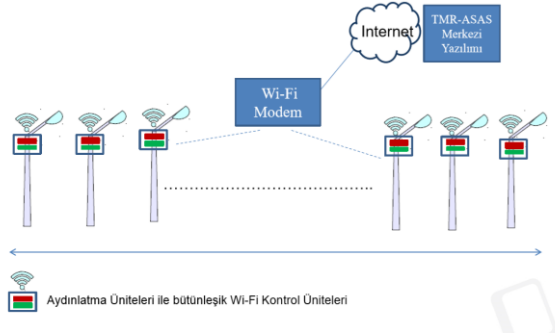 Internet
TMR-ASAS
Merkezi
Yazılımı
Wi-Fi
Modem
Aydınlatma Üniteleri ile bütünleşik Wi-Fi Kontrol Üniteleri